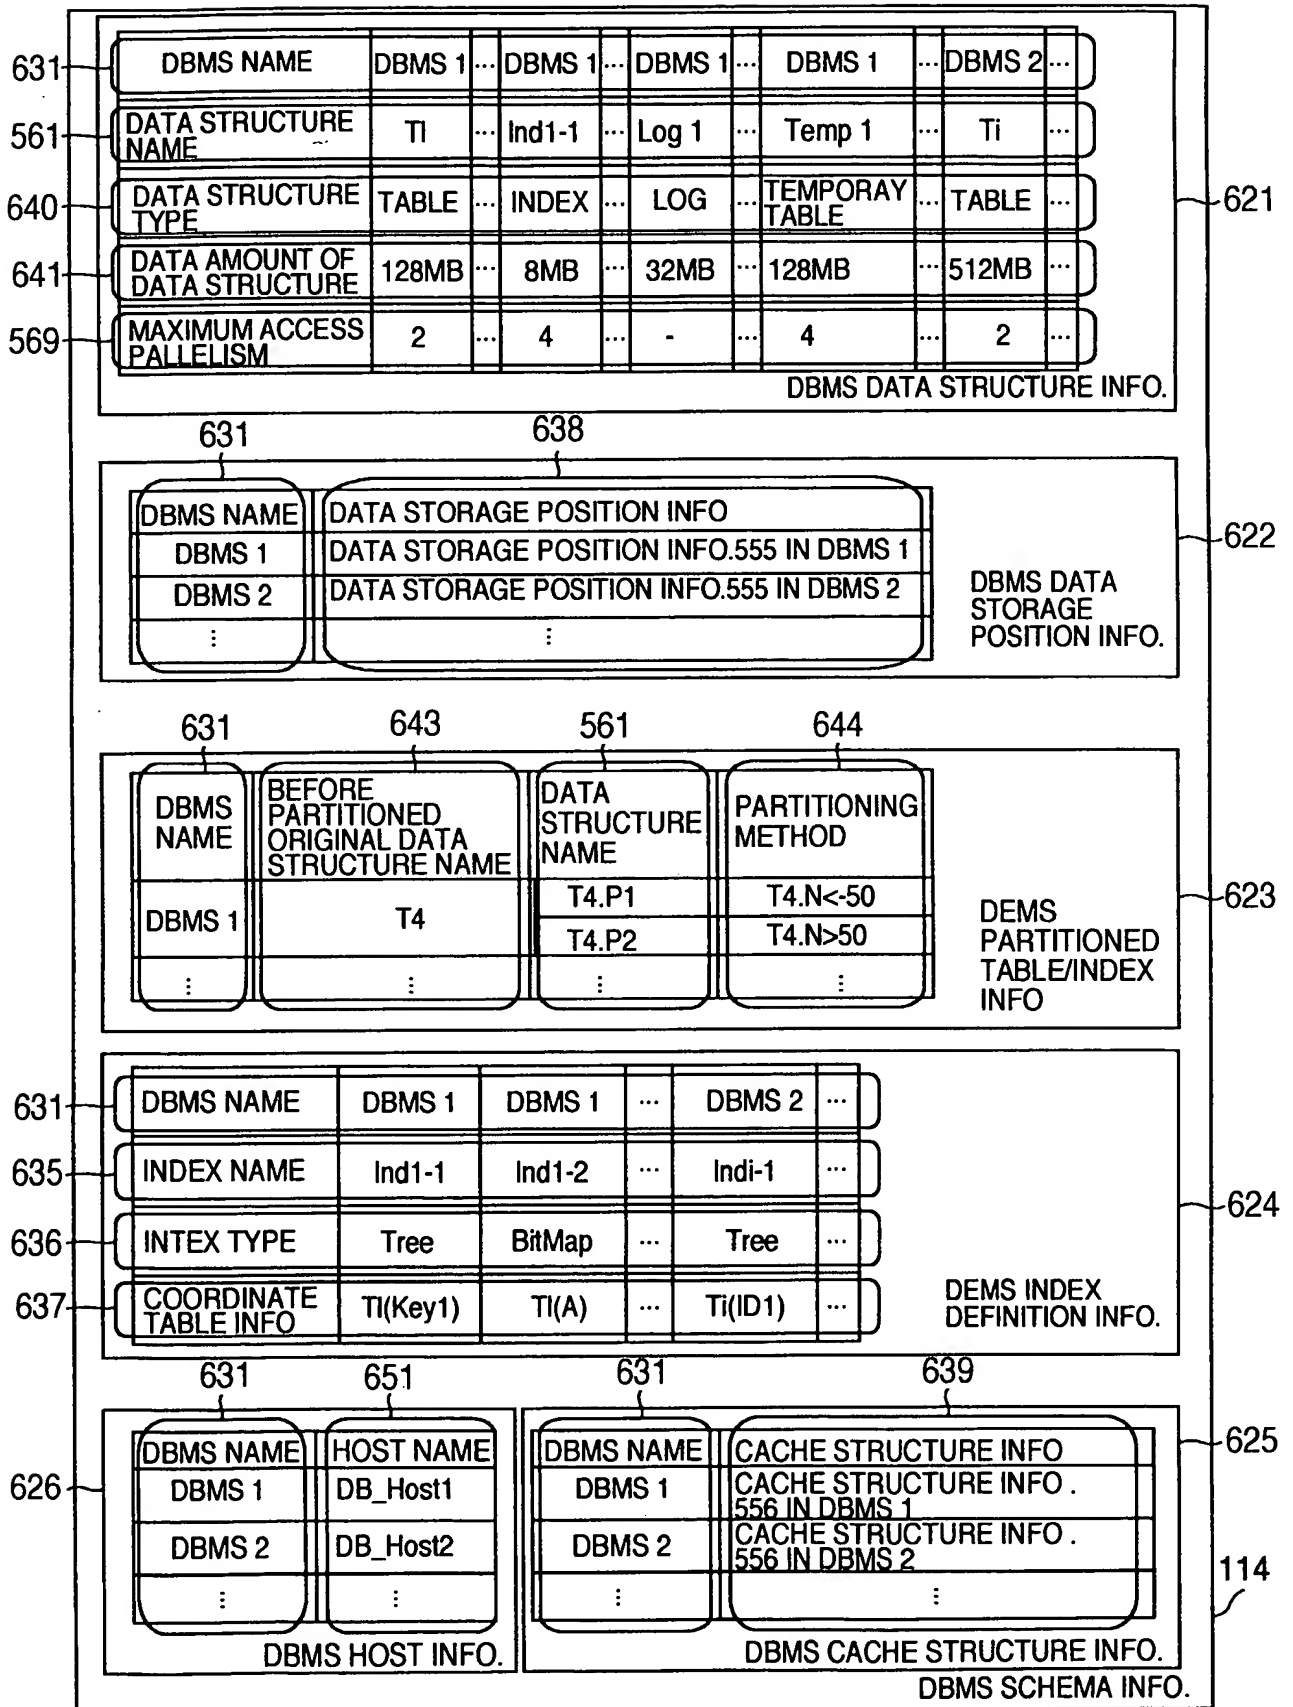 631 DBMS NAME DBMS 1 ... DBMS 1 ... DBMS 1 ... DBMS 1 ... DBMS 2 ...
561 DATA STRUCTURE NAME Tl ... Ind1-1 ... Log 1 ... Temp 1 ... Ti ...
640 DATA STRUCTURE TYPE TABLE ... INDEX ... LOG ... TEMPORAY TABLE ... TABLE ...
621
641 DATA AMOUNT OF DATA STRUCTURE 128MB ... 8MB ... 32MB ... 128MB ... 512MB ...
569 MAXIMUM ACCESS PALLELISM 2 ... 4 ... - ... 4 ... 2 ...
DBMS DATA STRUCTURE INFO.
631 638
DBMS NAME DATA STORAGE POSITION INFO
DBMS 1 DATA STORAGE POSITION INFO.555 IN DBMS 1
DBMS 2 DATA STORAGE POSITION INFO.555 IN DBMS 2
⋮ ⋮
622
DBMS DATA
STORAGE
POSITION INFO.
631 643 561 644
DBMS NAME BEFORE PARTITIONED ORIGINAL DATA STRUCTURE NAME DATA STRUCTURE NAME PARTITIONING METHOD
DBMS 1 T4 T4.P1 T4.N<-50
T4.P2 T4.N>50
⋮ ⋮ ⋮ ⋮
623
DEMS
PARTITIONED
TABLE/INDEX
INFO
631 DBMS NAME DBMS 1 DBMS 1 ... DBMS 2 ...
635 INDEX NAME Ind1-1 Ind1-2 ... Indi-1 ...
636 INTEX TYPE Tree BitMap ... Tree ...
637 COORDINATE TABLE INFO Tl(Key1) Tl(A) ... Ti(ID1) ...
624
DEMS INDEX
DEFINITION INFO.
631 651
DBMS NAME HOST NAME
DBMS 1 DB_Host1
DBMS 2 DB_Host2
⋮ ⋮
626
DBMS HOST INFO.
631 639
DBMS NAME CACHE STRUCTURE INFO
DBMS 1 CACHE STRUCTURE INFO. 556 IN DBMS 1
DBMS 2 CACHE STRUCTURE INFO. 556 IN DBMS 2
⋮ ⋮
625
DBMS CACHE STRUCTURE INFO.
114
DBMS SCHEMA INFO.